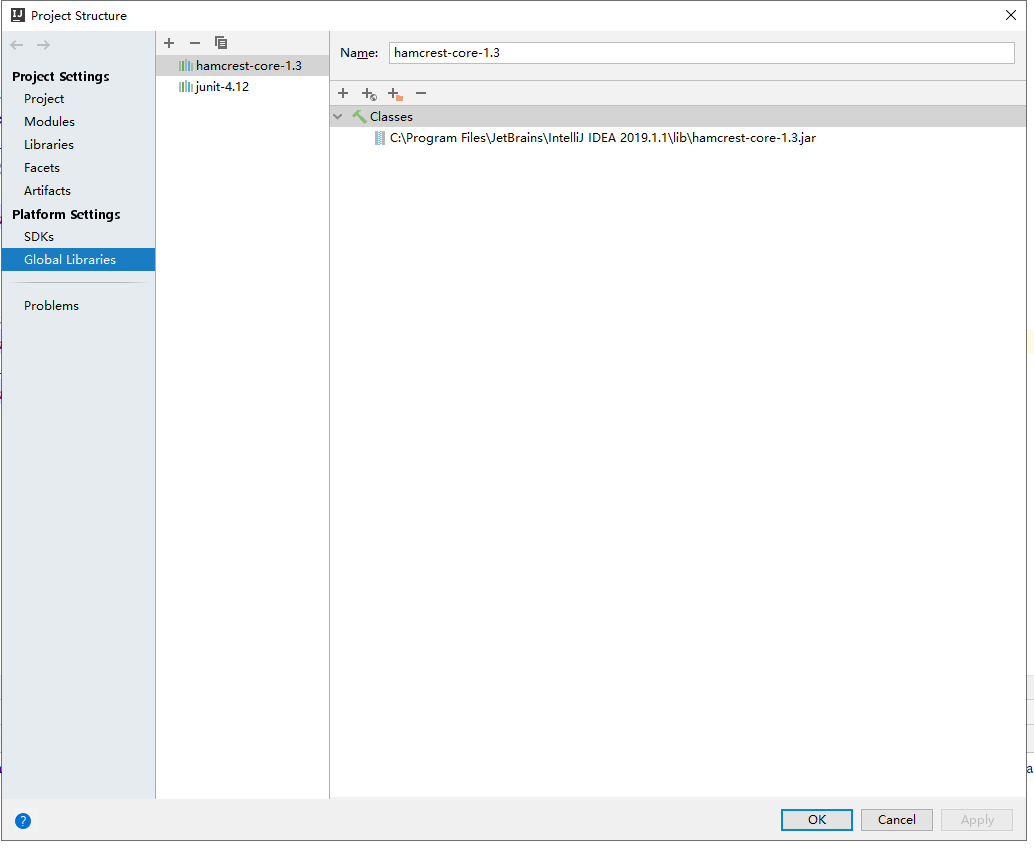 Project Structure
Project Settings
Project
Modules
Libraries
Facets
Artifacts
Platform Settings
SDKs
Global Libraries
Problems
hamcrest-core-1.3
junit-4.12
Name: hamcrest-core-1.3
Classes
C:\Program Files\JetBrains\IntelliJ IDEA 2019.1.1\lib\hamcrest-core-1.3.jar
OK Cancel Apply